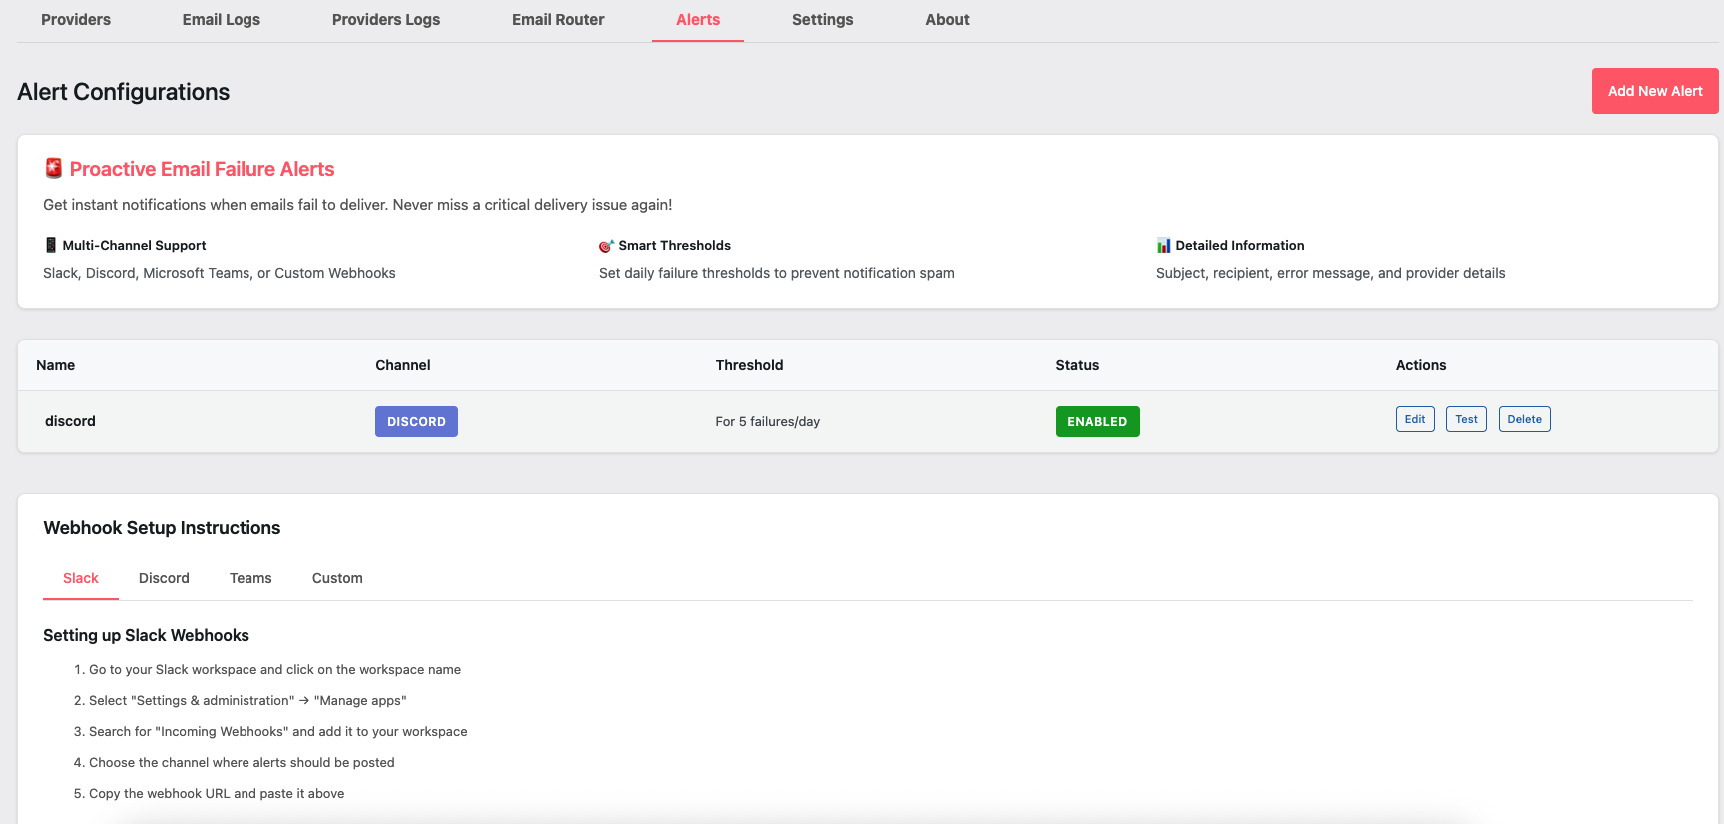 Providers Email Logs Providers Logs Email Router Alerts Settings About
Alert Configurations
Add New Alert
Proactive Email Failure Alerts
Get instant notifications when emails fail to deliver. Never miss a critical delivery issue again!
Multi-Channel Support
Slack, Discord, Microsoft Teams, or Custom Webhooks
Smart Thresholds
Set daily failure thresholds to prevent notification spam
Detailed Information
Subject, recipient, error message, and provider details
Name Channel Threshold Status Actions
discord DISCORD For 5 failures/day ENABLED Edit Test Delete
Webhook Setup Instructions
Slack Discord Teams Custom
Setting up Slack Webhooks
1. Go to your Slack workspace and click on the workspace name
2. Select "Settings & administration" → "Manage apps"
3. Search for "Incoming Webhooks" and add it to your workspace
4. Choose the channel where alerts should be posted
5. Copy the webhook URL and paste it above